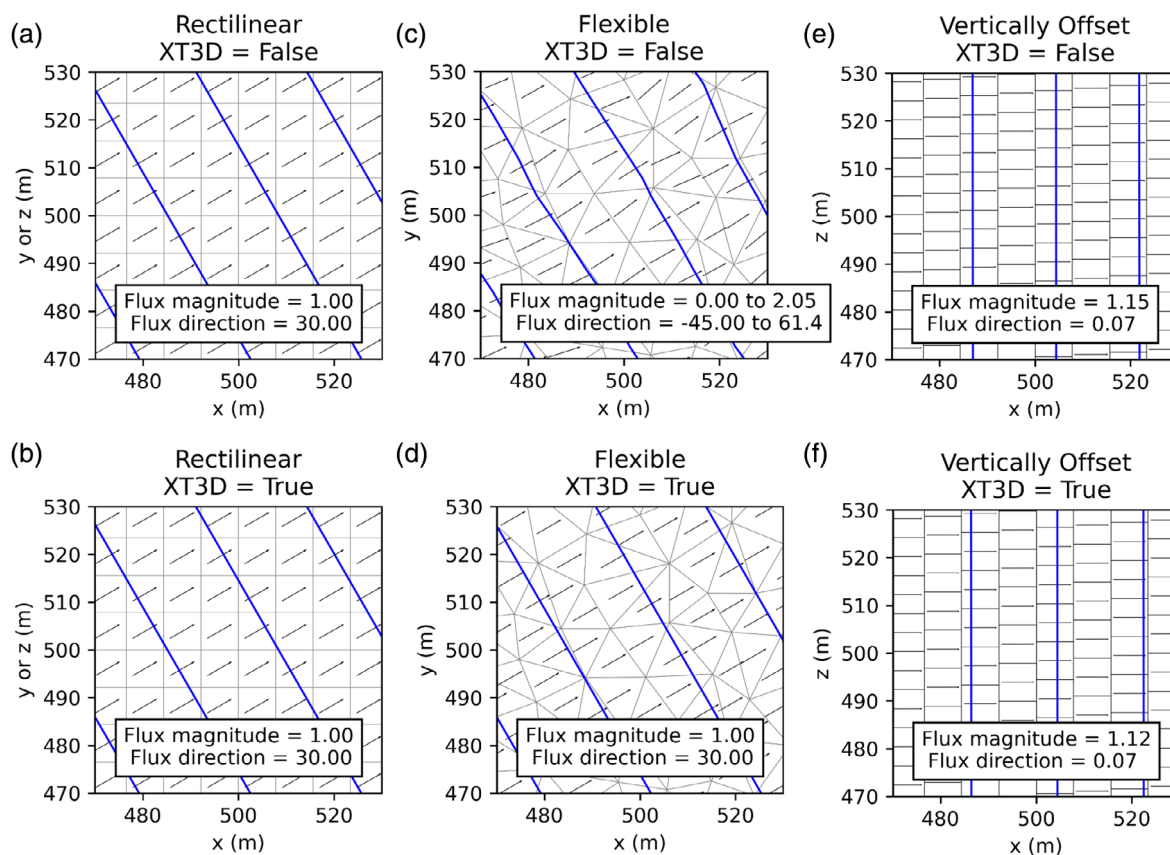 (a)
Rectilinear
XT3D = False
530
520
510
500
490
480
470
y or z (m)
Flux magnitude = 1.00
Flux direction = 30.00
480
500
520
x (m)
(c)
Flexible
XT3D = False
530
520
510
500
490
480
470
y (m)
Flux magnitude = 0.00 to 2.05
Flux direction = -45.00 to 61.4
480
500
520
x (m)
(e)
Vertically Offset
XT3D = False
530
520
510
500
490
480
470
z (m)
Flux magnitude = 1.15
Flux direction = 0.07
480
500
520
x (m)
(b)
Rectilinear
XT3D = True
530
520
510
500
490
480
470
y or z (m)
Flux magnitude = 1.00
Flux direction = 30.00
480
500
520
x (m)
(d)
Flexible
XT3D = True
530
520
510
500
490
480
470
y (m)
Flux magnitude = 1.00
Flux direction = 30.00
480
500
520
x (m)
(f)
Vertically Offset
XT3D = True
530
520
510
500
490
480
470
z (m)
Flux magnitude = 1.12
Flux direction = 0.07
480
500
520
x (m)